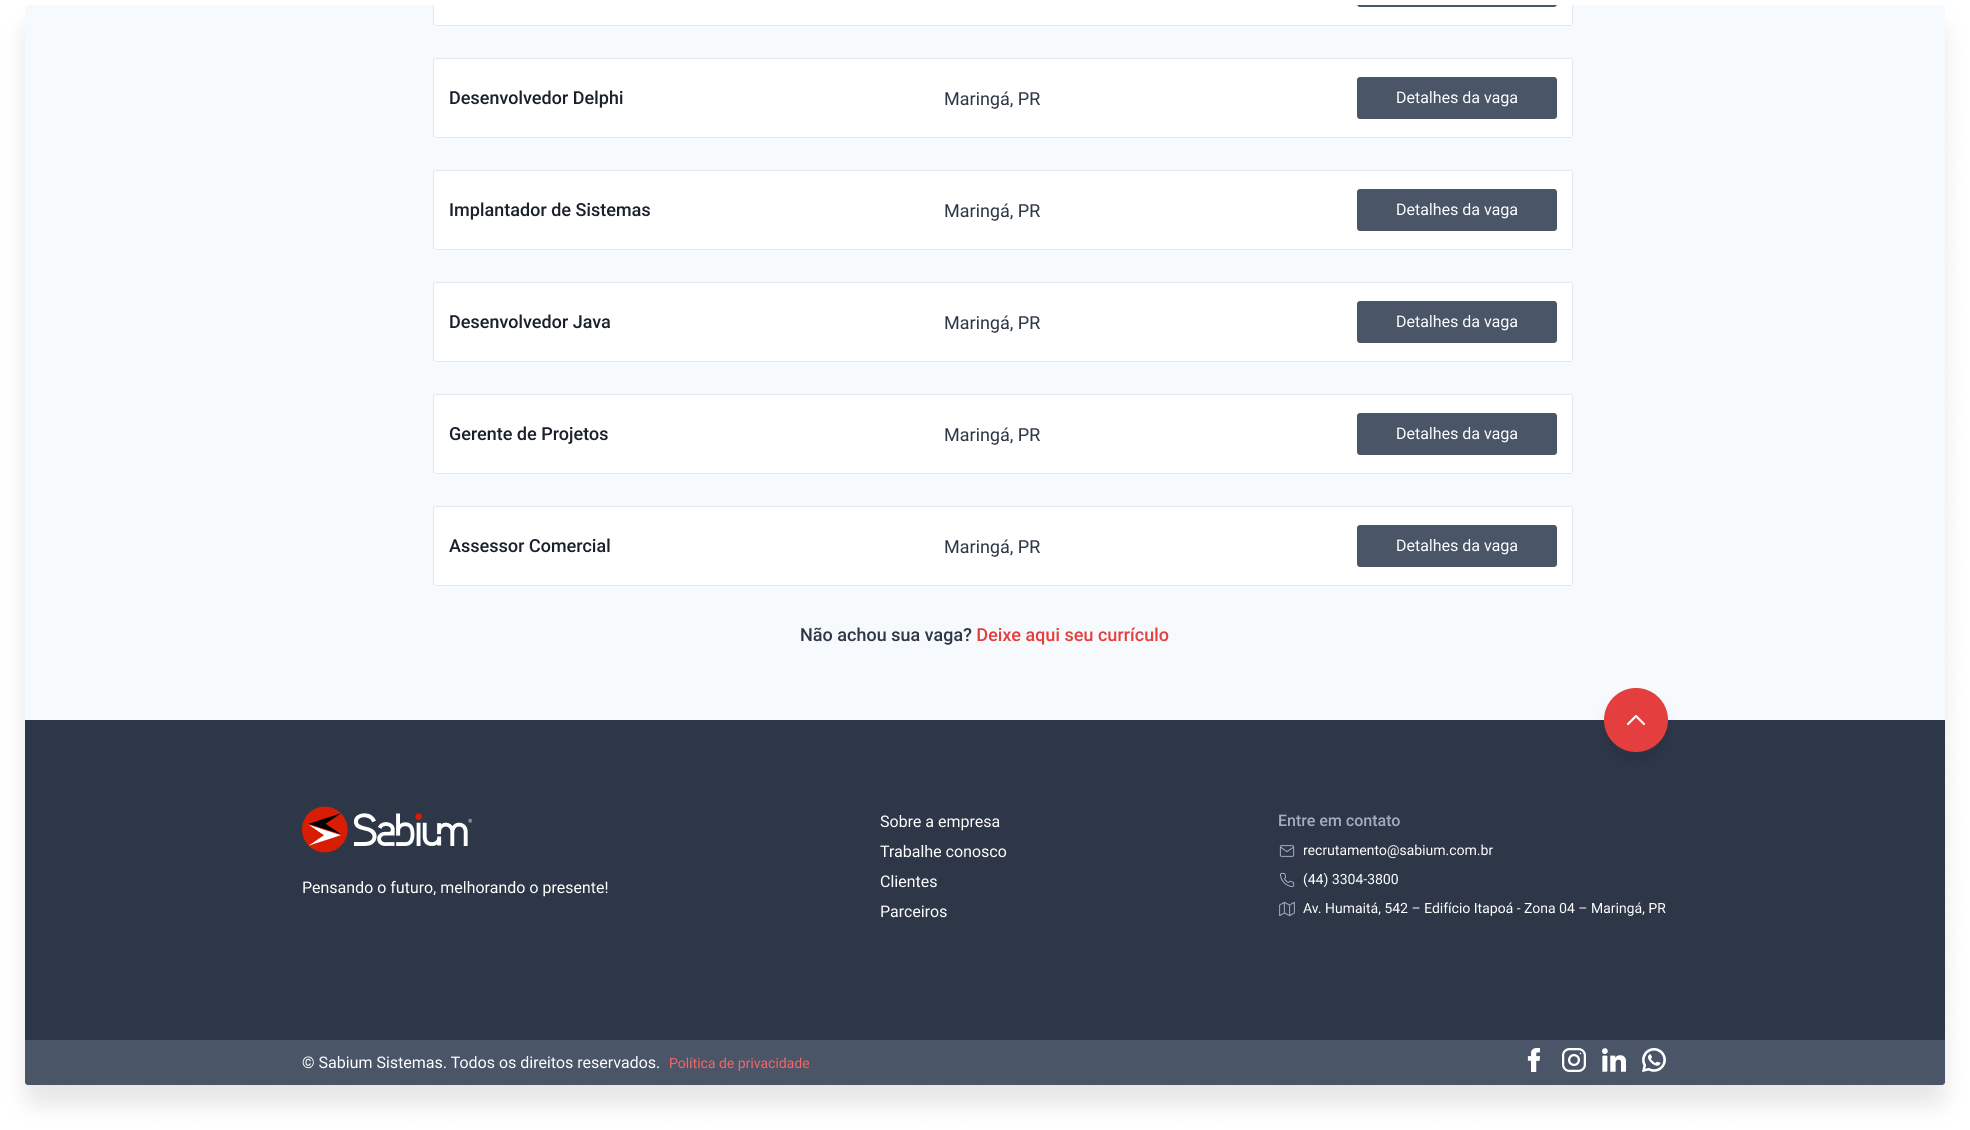 Desenvolvedor Delphi Maringá, PR Detalhes da vaga
Implantador de Sistemas Maringá, PR Detalhes da vaga
Desenvolvedor Java Maringá, PR Detalhes da vaga
Gerente de Projetos Maringá, PR Detalhes da vaga
Assessor Comercial Maringá, PR Detalhes da vaga
Não achou sua vaga? Deixe aqui seu currículo
Sabium
Pensando o futuro, melhorando o presente!
Sobre a empresa
Trabalhe conosco
Clientes
Parceiros
Entre em contato
recrutamento@sabium.com.br
(44) 3304-3800
Av. Humaitá, 542 – Edifício Itapoá - Zona 04 – Maringá, PR
© Sabium Sistemas. Todos os direitos reservados. Política de privacidade